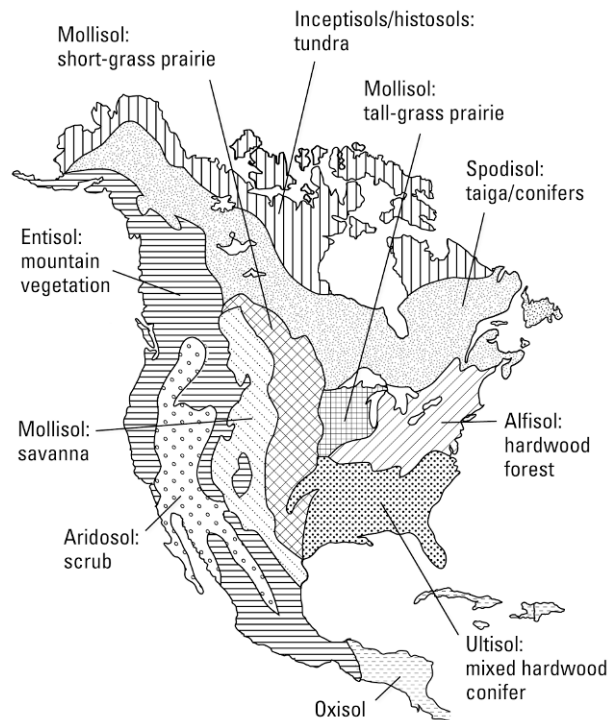 Mollisol:
short-grass prairie
Inceptisols/histosols:
tundra
Mollisol:
tall-grass prairie
Spodisol:
taiga/conifers
Entisol:
mountain
vegetation
Mollisol:
savanna
Alfisol:
hardwood
forest
Aridosol:
scrub
Ultisol:
mixed hardwood
conifer
Oxisol